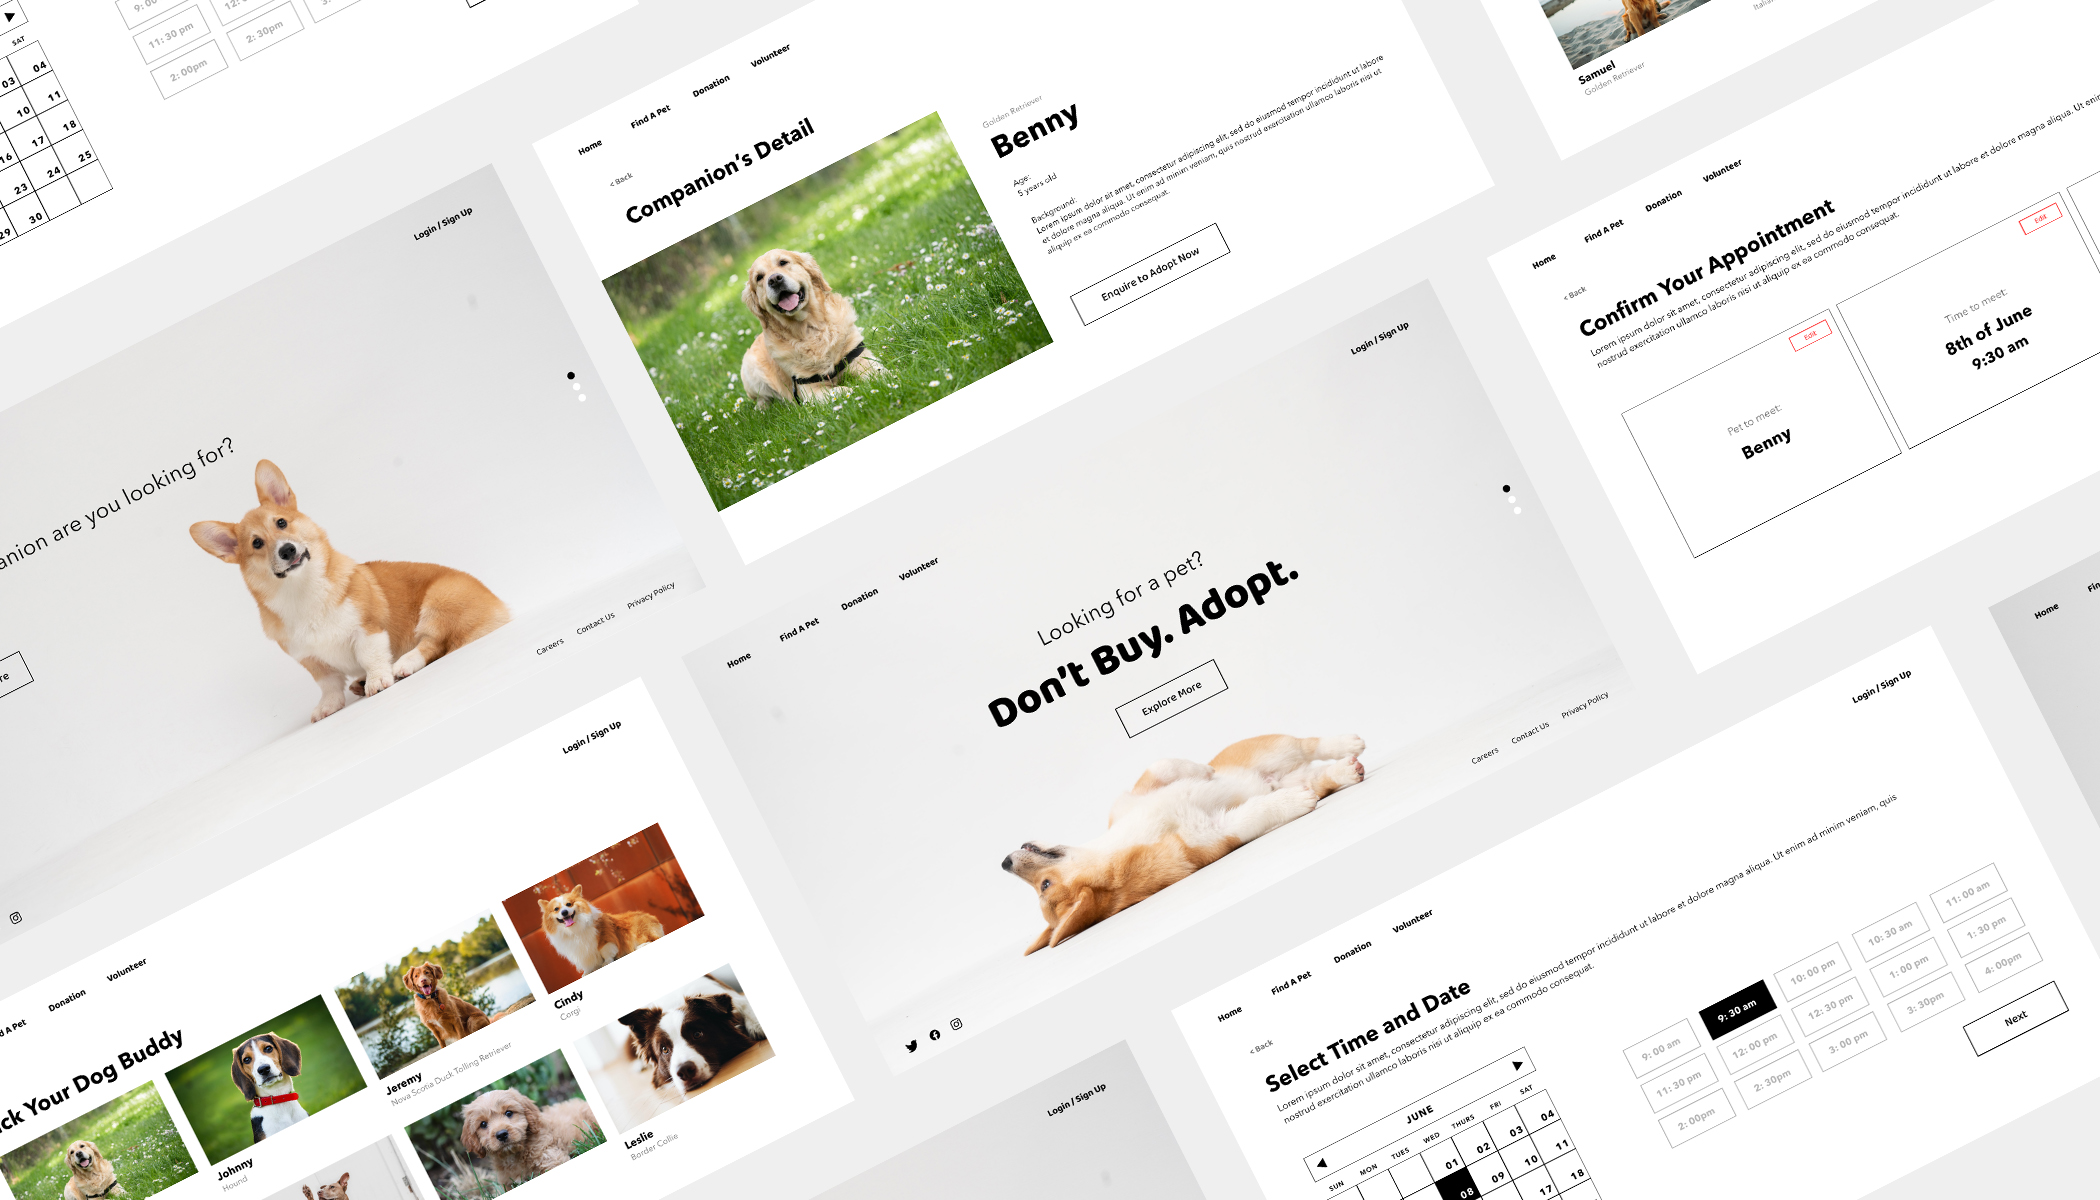 SAT
03
04
10
11
16
17
18
23
24
25
29
30
9: 00
12:
11: 30 pm
2: 30pm
2: 00pm
Login / Sign Up
anion are you looking for?
re
Careers
Contact Us
Privacy Policy
Home
Find A Pet
Donation
Volunteer
< Back
Companion's Detail
Golden Retriever
Benny
Age:
5 years old
Background:
Lorem ipsum dolor sit amet, consectetur adipiscing elit, sed do eiusmod tempor incididunt ut labore
et dolore magna aliqua. Ut enim ad minim veniam, quis nostrud exercitation ullamco laboris nisi ut
aliquip ex ea commodo consequat.
Enquire to Adopt Now
Samuel
Golden Retriever
Italia
Home
Find A Pet
Donation
Volunteer
< Back
Confirm Your Appointment
Lorem ipsum dolor sit amet, consectetur adipiscing elit, sed do eiusmod tempor incididunt ut labore et dolore magna aliqua. Ut enim
nostrud exercitation ullamco laboris nisi ut aliquip ex ea commodo consequat.
Edit
Pet to meet:
Benny
Edit
Time to meet:
8th of June
9:30 am
Home
Find A Pet
Donation
Volunteer
Login / Sign Up
Looking for a pet?
Don't Buy. Adopt.
Explore More
Careers
Contact Us
Privacy Policy
d A Pet
Donation
Volunteer
Login / Sign Up
ck Your Dog Buddy
Johnny
Hound
Jeremy
Nova Scotia Duck Tolling Retriever
Cindy
Corgi
Leslie
Border Collie
Login / Sign Up
Home
Find A Pet
Donation
Volunteer
Login / Sign Up
< Back
Select Time and Date
Lorem ipsum dolor sit amet, consectetur adipiscing elit, sed do eiusmod tempor incididunt ut labore et dolore magna aliqua. Ut enim ad minim veniam, quis
nostrud exercitation ullamco laboris nisi ut aliquip ex ea commodo consequat.
JUNE
SUN
MON
TUES
WED
THURS
FRI
SAT
01
02
03
04
08
09
10
11
17
18
9: 00 am
9: 30 am
10: 00 pm
10: 30 am
11: 00 am
11: 30 pm
12: 00 pm
12: 30 pm
1: 00 pm
1: 30 pm
2: 00pm
2: 30pm
3: 00 pm
3: 30pm
4: 00pm
Next
Home
Fin